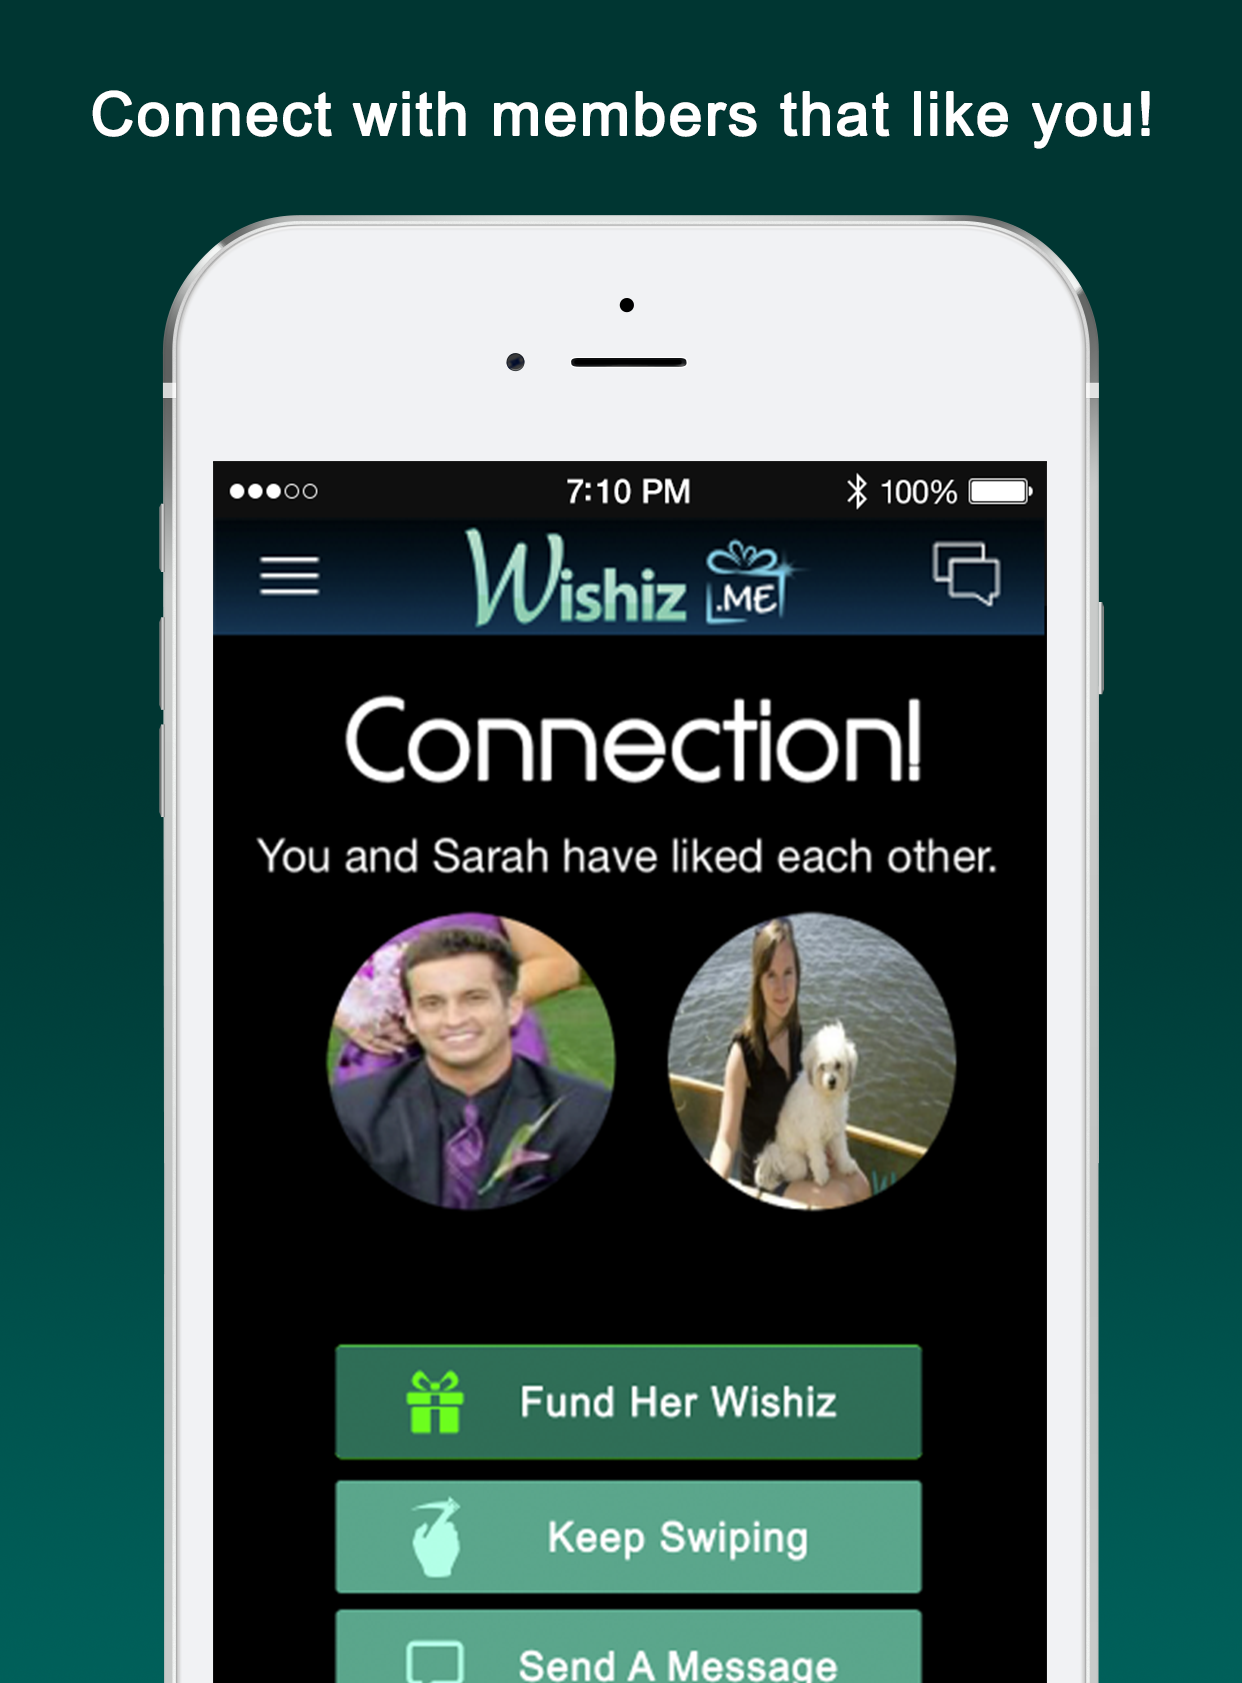 Connect with members that like you!
7:10 PM
100%
Wishiz .ME
Connection!
You and Sarah have liked each other.
Fund Her Wishiz
Keep Swiping
Send A Message